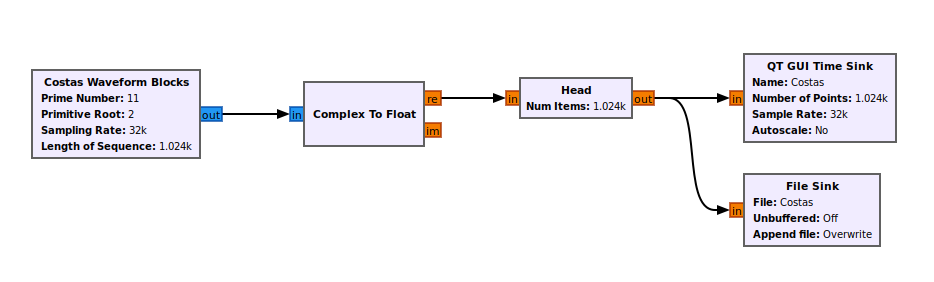 Costas Waveform Blocks
Prime Number: 11
Primitive Root: 2
Sampling Rate: 32k
Length of Sequence: 1.024k
out
in
Complex To Float
re
im
in
Head
Num Items: 1.024k
out
in
QT GUI Time Sink
Name: Costas
Number of Points: 1.024k
Sample Rate: 32k
Autoscale: No
in
File Sink
File: Costas
Unbuffered: Off
Append file: Overwrite